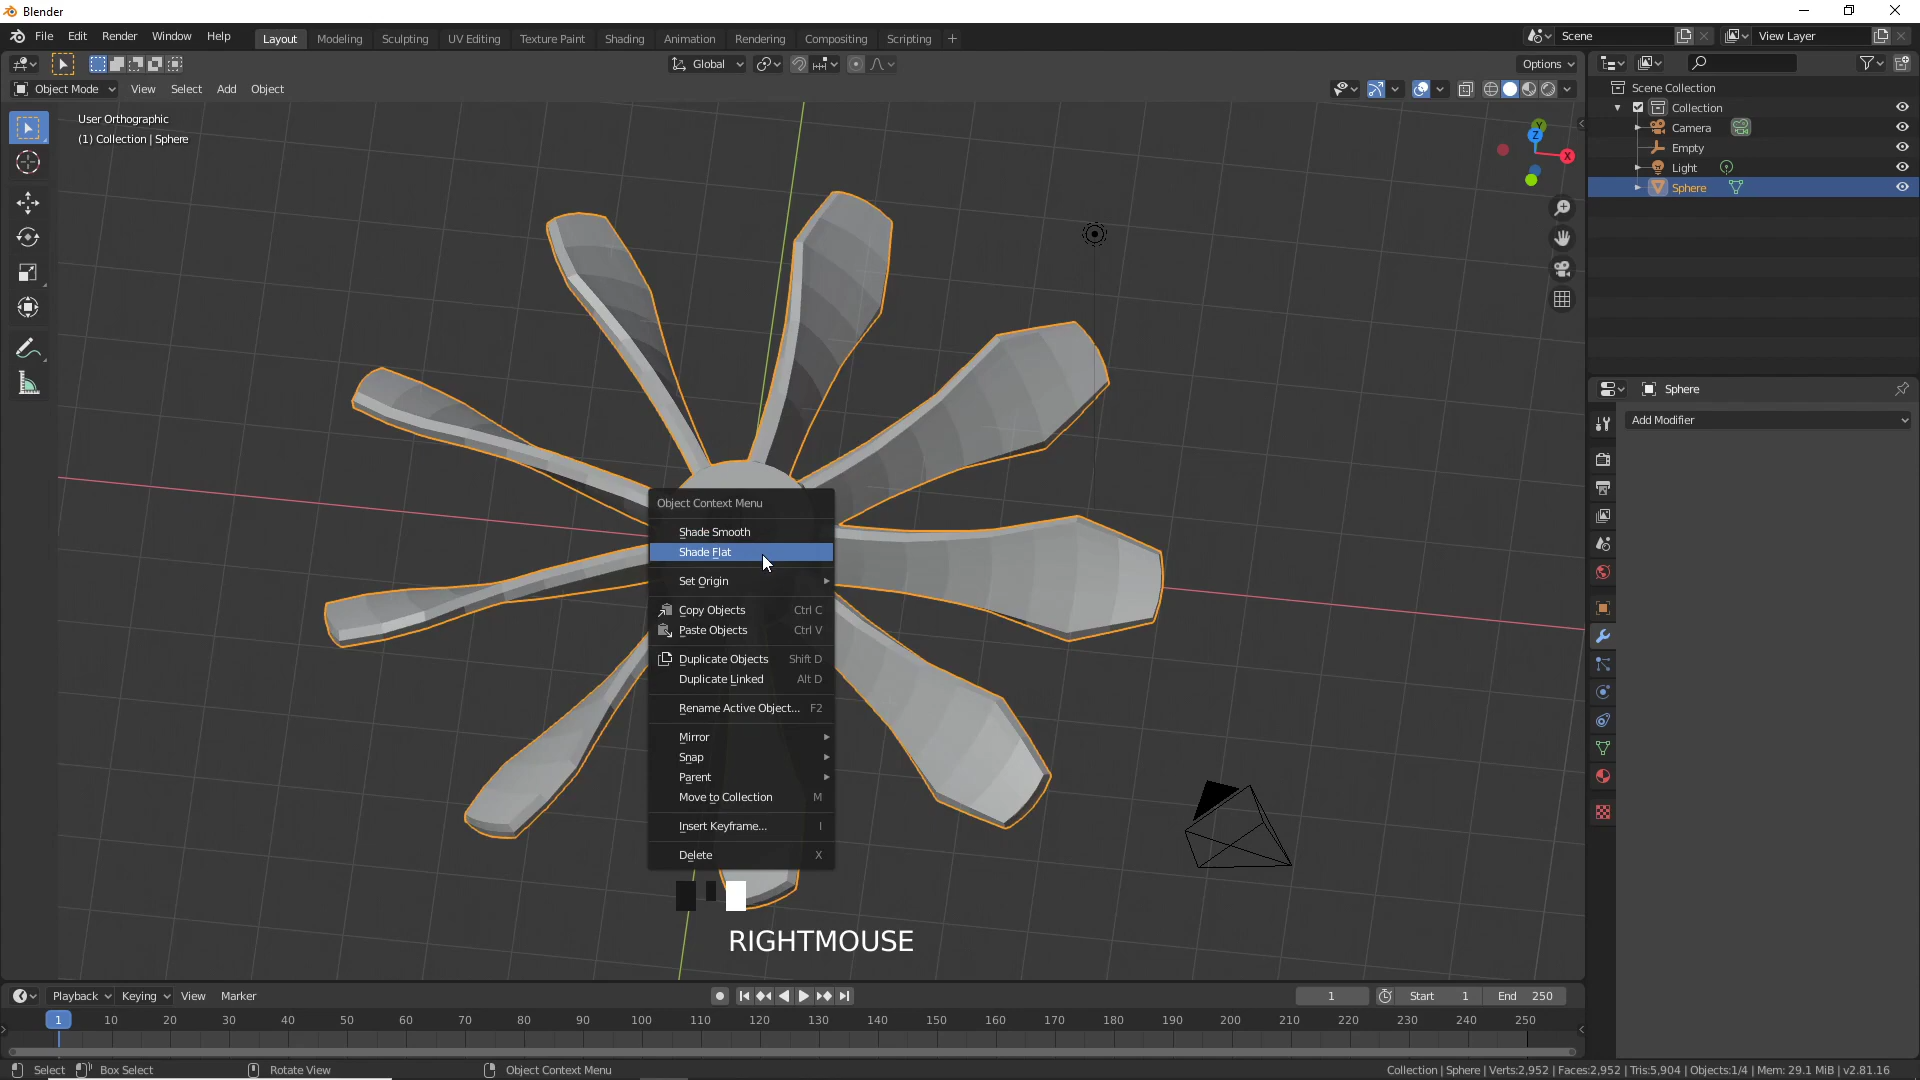 Blender
File Edit Render Window Help
Layout Modeling Sculpting UV Editing Texture Paint Shading Animation Rendering Compositing Scripting +
Scene
View Layer
Global
Options
Object Mode View Select Add Object
User Orthographic
(1) Collection | Sphere
Y
Z
X
Scene Collection
Collection
Camera
Empty
Light
Sphere
Sphere
Add Modifier
Object Context Menu
Shade Smooth
Shade Flat
Set Origin
Copy Objects Ctrl C
Paste Objects Ctrl V
Duplicate Objects Shift D
Duplicate Linked Alt D
Rename Active Object... F2
Mirror
Snap
Parent
Move to Collection M
Insert Keyframe... I
Delete X
RIGHTMOUSE
Playback Keying View Marker
1 Start 1 End 250
1 10 20 30 40 50 60 70 80 90 100 110 120 130 140 150 160 170 180 190 200 210 220 230 240 250
Select Box Select Rotate View Object Context Menu
Collection | Sphere | Verts:2,952 | Faces:2,952 | Tris:5,904 | Objects:1/4 | Mem: 29.1 MiB | v2.81.16